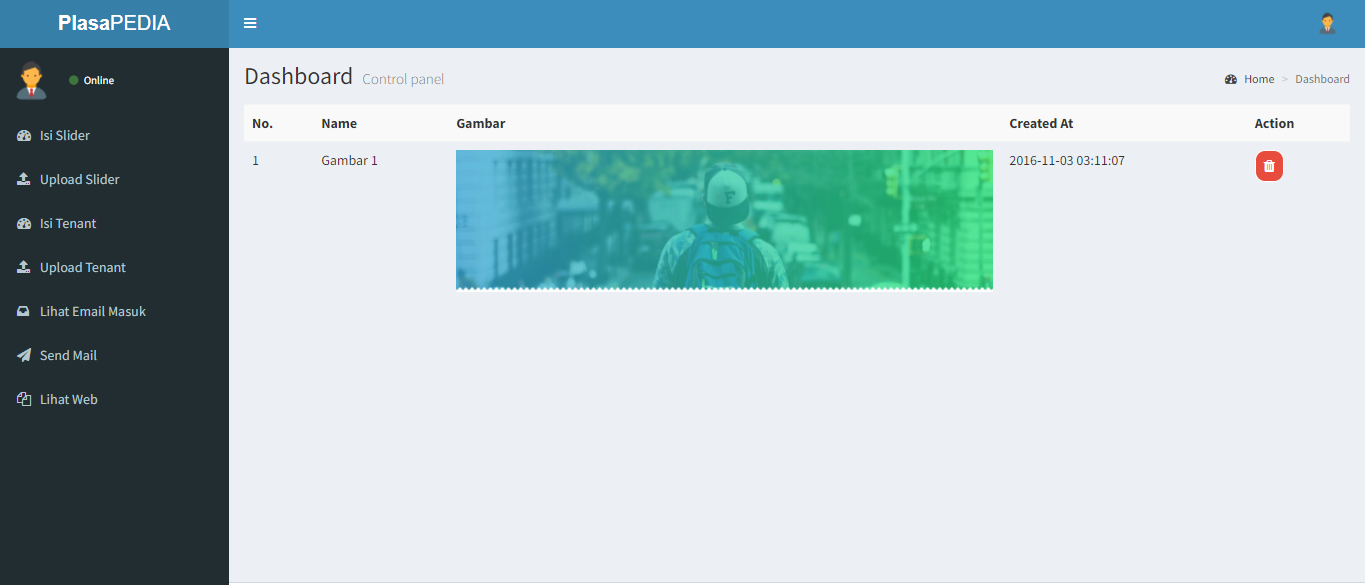 PlasaPEDIA
Online
Isi Slider
Upload Slider
Isi Tenant
Upload Tenant
Lihat Email Masuk
Send Mail
Lihat Web
Dashboard Control panel
Home > Dashboard
No. Name Gambar Created At Action
1 Gambar 1 2016-11-03 03:11:07
F